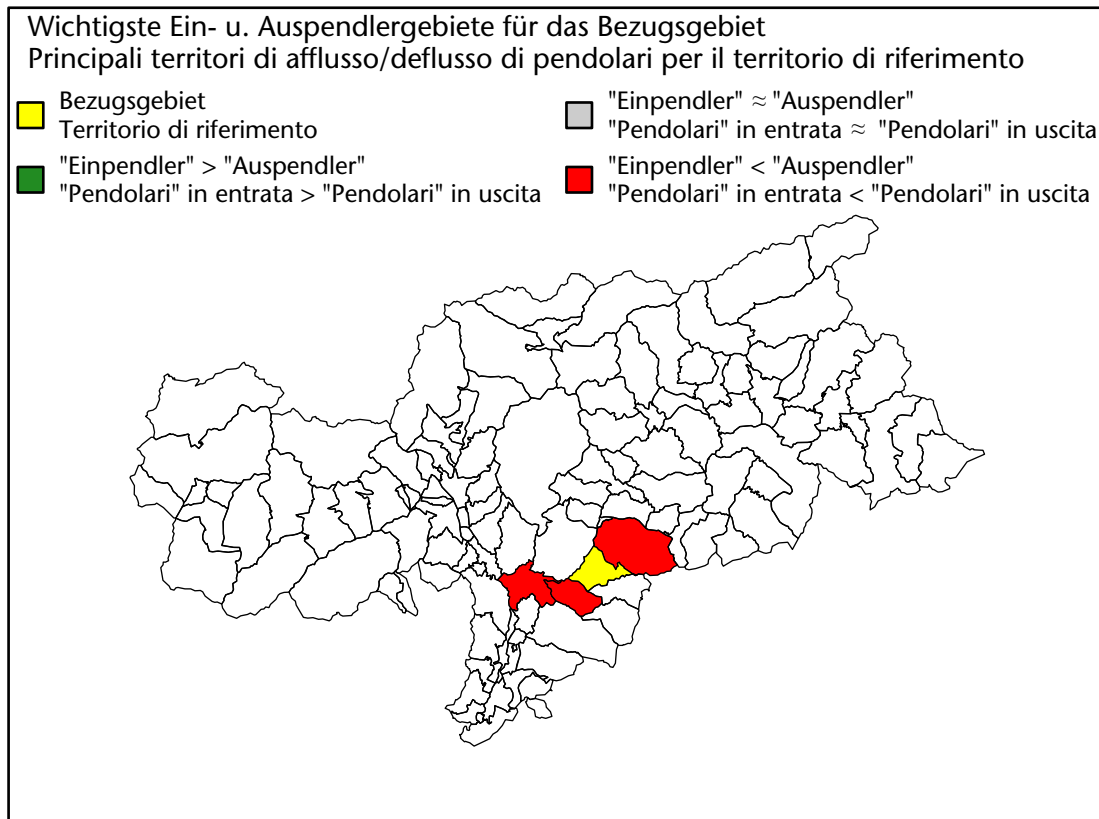 Wichtigste Ein- u. Auspendlergebiete für das Bezugsgebiet
Principali territori di afflusso/deflusso di pendolari per il territorio di riferimento
Bezugsgebiet
Territorio di riferimento
"Einpendler" > "Auspendler"
"Pendolari" in entrata > "Pendolari" in uscita
"Einpendler" ≈ "Auspendler"
"Pendolari" in entrata ≈ "Pendolari" in uscita
"Einpendler" < "Auspendler"
"Pendolari" in entrata < "Pendolari" in uscita